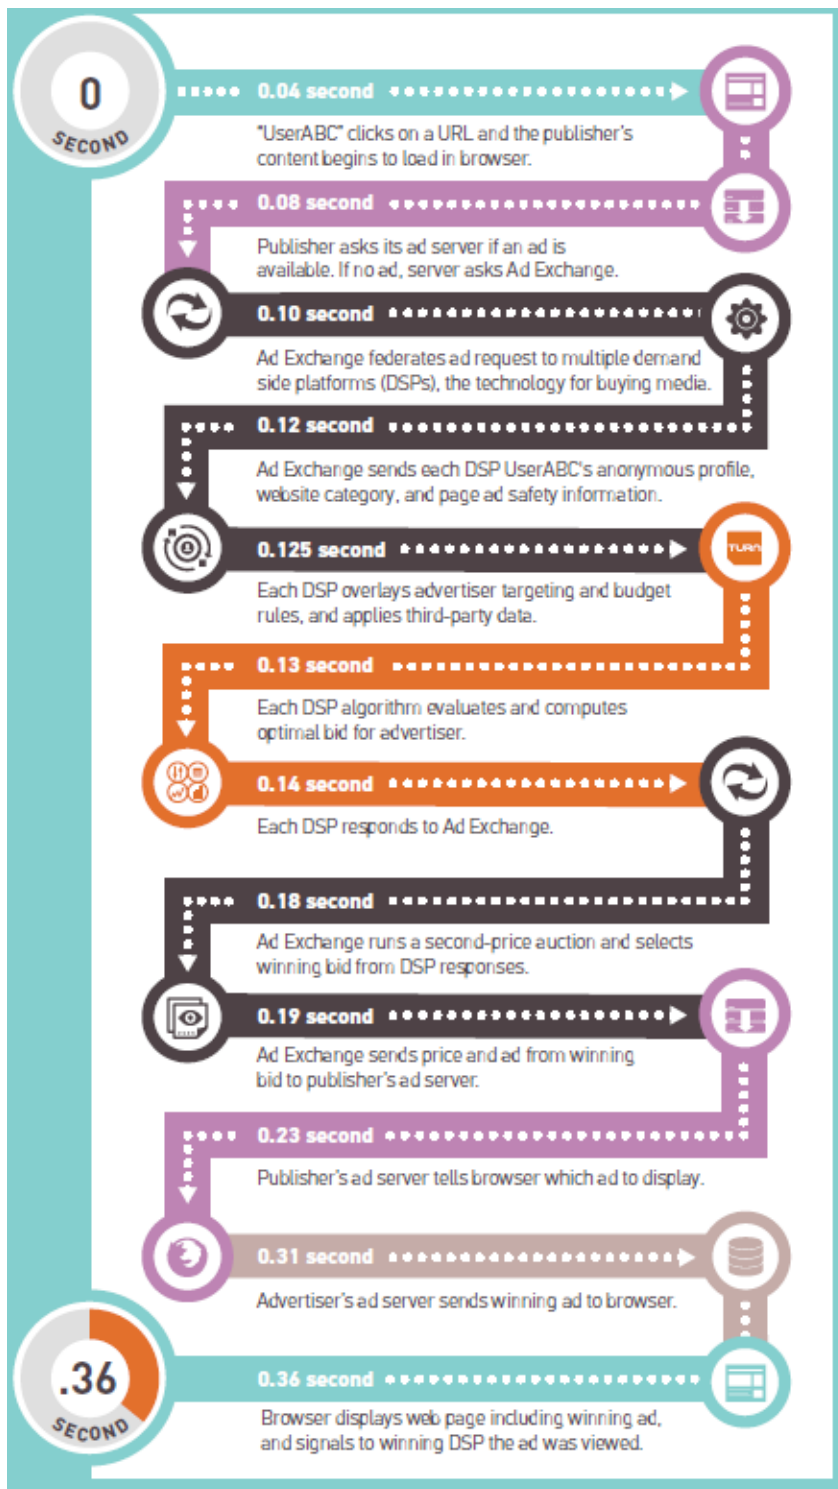 0
SECOND
0.04 second
"UserABC" clicks on a URL and the publisher's
content begins to load in browser.
0.08 second
Publisher asks its ad server if an ad is
available. If no ad, server asks Ad Exchange.
0.10 second
Ad Exchange federates ad request to multiple demand
side platforms (DSPs), the technology for buying media.
0.12 second
Ad Exchange sends each DSP UserABC's anonymous profile,
website category, and page ad safety information.
0.125 second
TURN
Each DSP overlays advertiser targeting and budget
rules, and applies third-party data.
0.13 second
Each DSP algorithm evaluates and computes
optimal bid for advertiser.
0.14 second
Each DSP responds to Ad Exchange.
0.18 second
Ad Exchange runs a second-price auction and selects
winning bid from DSP responses.
0.19 second
Ad Exchange sends price and ad from winning
bid to publisher's ad server.
0.23 second
Publisher's ad server tells browser which ad to display.
0.31 second
Advertiser's ad server sends winning ad to browser.
.36
SECOND
0.36 second
Browser displays web page including winning ad,
and signals to winning DSP the ad was viewed.